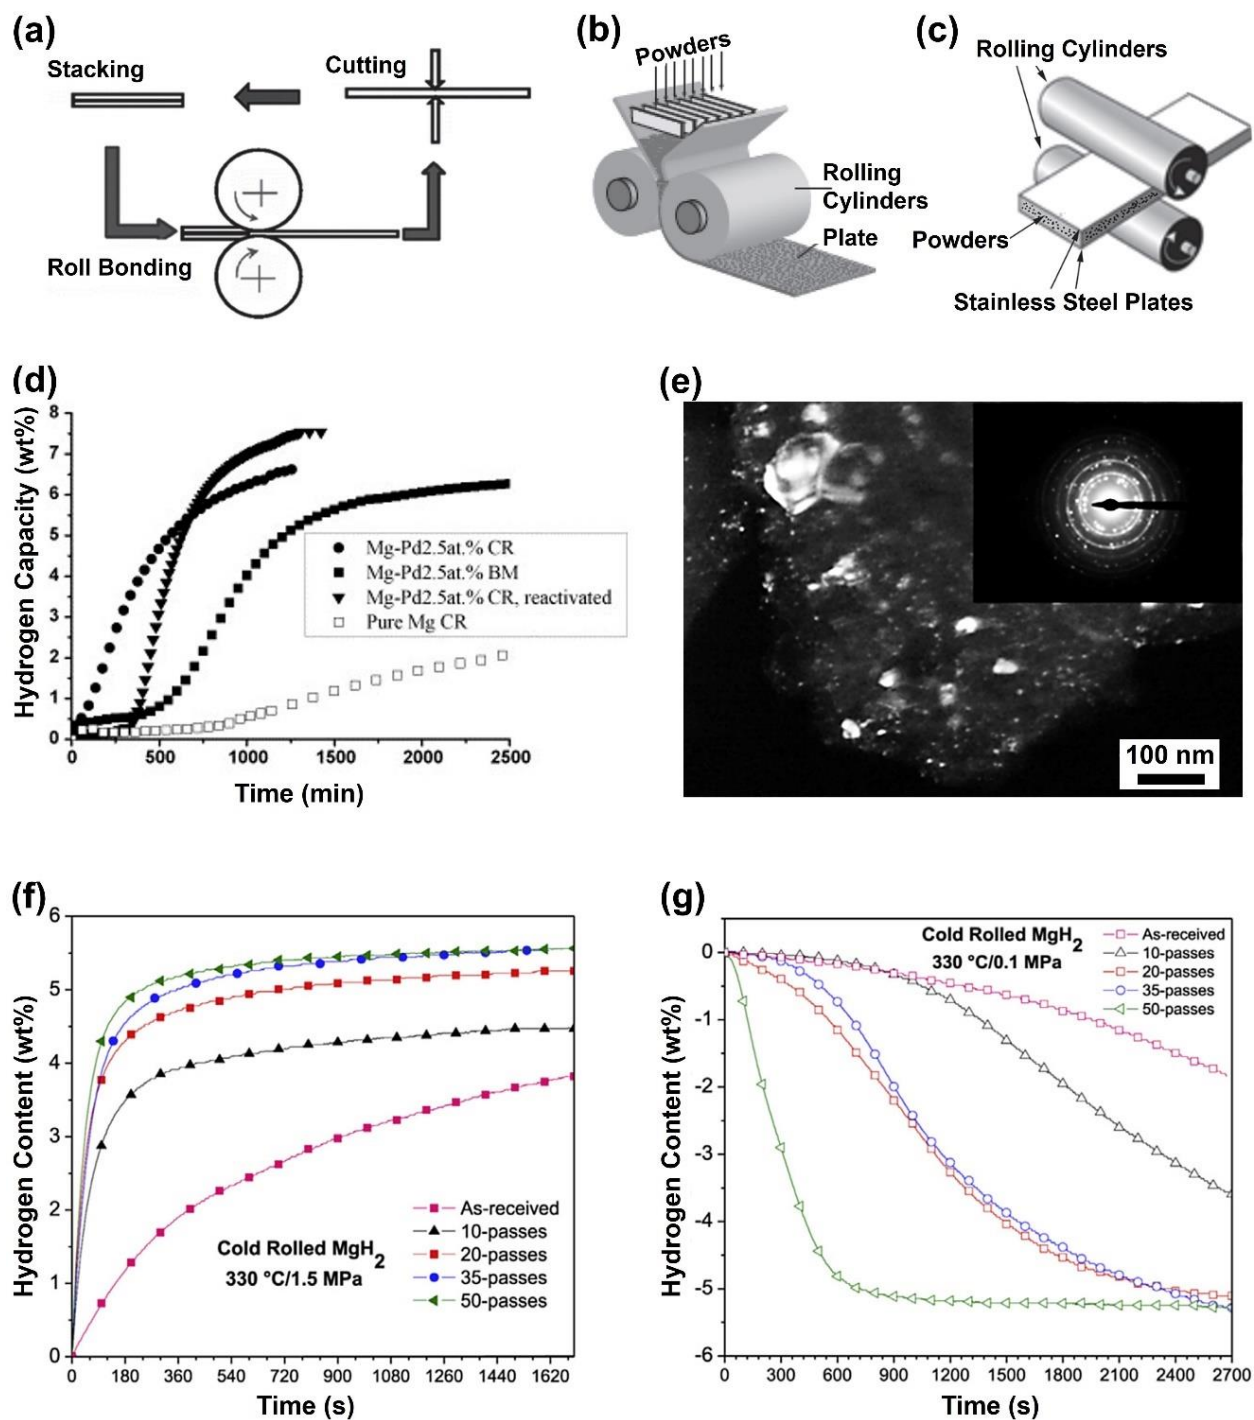 (a)
Stacking
Cutting
Roll Bonding
(b)
Powders
Rolling
Cylinders
Plate
(c)
Rolling Cylinders
Powders
Stainless Steel Plates
(d)
Hydrogen Capacity (wt%)
8
7
6
5
4
3
2
1
0
Mg-Pd2.5at.% CR
Mg-Pd2.5at.% BM
Mg-Pd2.5at.% CR, reactivated
Pure Mg CR
0 500 1000 1500 2000 2500
Time (min)
(e)
100 nm
(f)
Hydrogen Content (wt%)
6
5
4
3
2
1
0
As-received
10-passes
20-passes
35-passes
50-passes
Cold Rolled MgH2
330 °C/1.5 MPa
0 180 360 540 720 900 1080 1260 1440 1620
Time (s)
(g)
Hydrogen Content (wt%)
0
-1
-2
-3
-4
-5
-6
Cold Rolled MgH2
330 °C/0.1 MPa
As-received
10-passes
20-passes
35-passes
50-passes
0 300 600 900 1200 1500 1800 2100 2400 2700
Time (s)